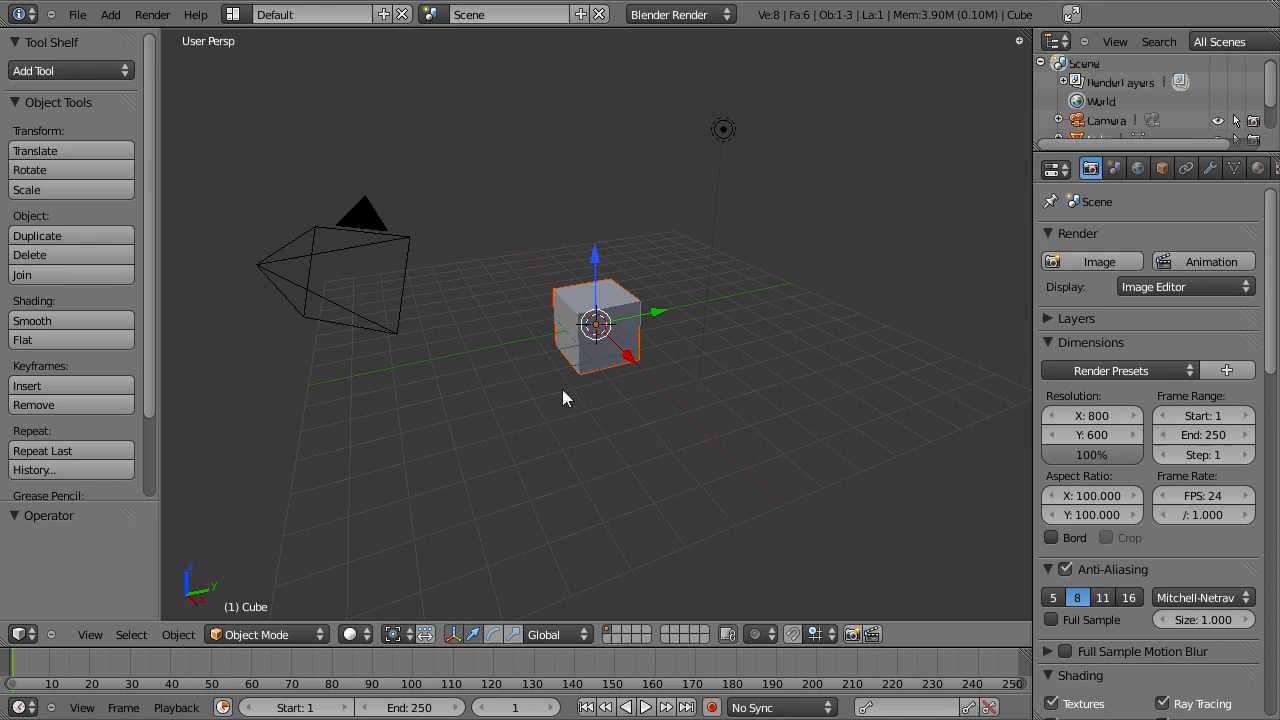 File Add Render Help Default Scene Blender Render Ve:8 | Fa:6 | Ob:1-3 | La:1 | Mem:3.90M (0.10M) | Cube
Tool Shelf
Add Tool
Object Tools
Transform:
Translate
Rotate
Scale
Object:
Duplicate
Delete
Join
Shading:
Smooth
Flat
Keyframes:
Insert
Remove
Repeat:
Repeat Last
History...
Grease Pencil:
Operator
User Persp
z
y
x
(1) Cube
View Select Object Object Mode Global
View Search All Scenes
Scene
RenderLayers |
World
Camera |
Scene
Render
Image Animation
Display: Image Editor
Layers
Dimensions
Render Presets
Resolution: Frame Range:
X: 800 Start: 1
Y: 600 End: 250
100% Step: 1
Aspect Ratio: Frame Rate:
X: 100.000 FPS: 24
Y: 100.000 /: 1.000
Bord Crop
Anti-Aliasing
5 8 11 16 Mitchell-Netrav
Full Sample Size: 1.000
Full Sample Motion Blur
Shading
Textures Ray Tracing
10 20 30 40 50 60 70 80 90 100 110 120 130 140 150 160 170 180 190 200 210 220 230 240 250
View Frame Playback Start: 1 End: 250 1 No Sync